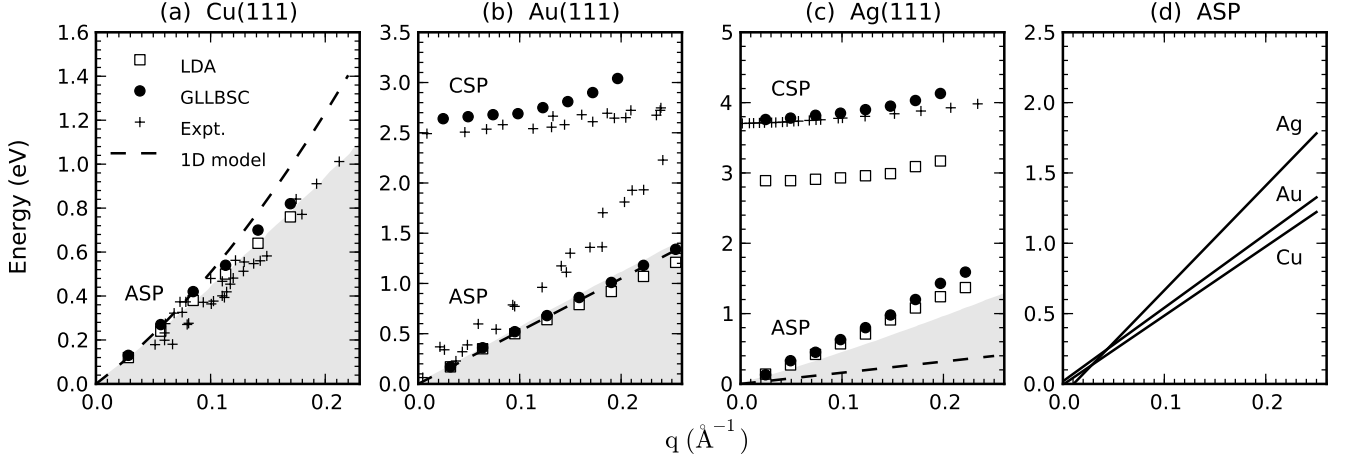 (a) Cu(111)
(b) Au(111)
(c) Ag(111)
(d) ASP
Energy (eV)
1.6
1.4
1.2
1.0
0.8
0.6
0.4
0.2
0.0
LDA
GLLBSC
Expt.
1D model
ASP
0.0 0.1 0.2
3.5
3.0
2.5
2.0
1.5
1.0
0.5
0.0
CSP
ASP
0.0 0.1 0.2
5
4
3
2
1
0
CSP
ASP
0.0 0.1 0.2
2.5
2.0
1.5
1.0
0.5
0.0
Ag
Au
Cu
0.0 0.1 0.2
q (Å⁻¹)